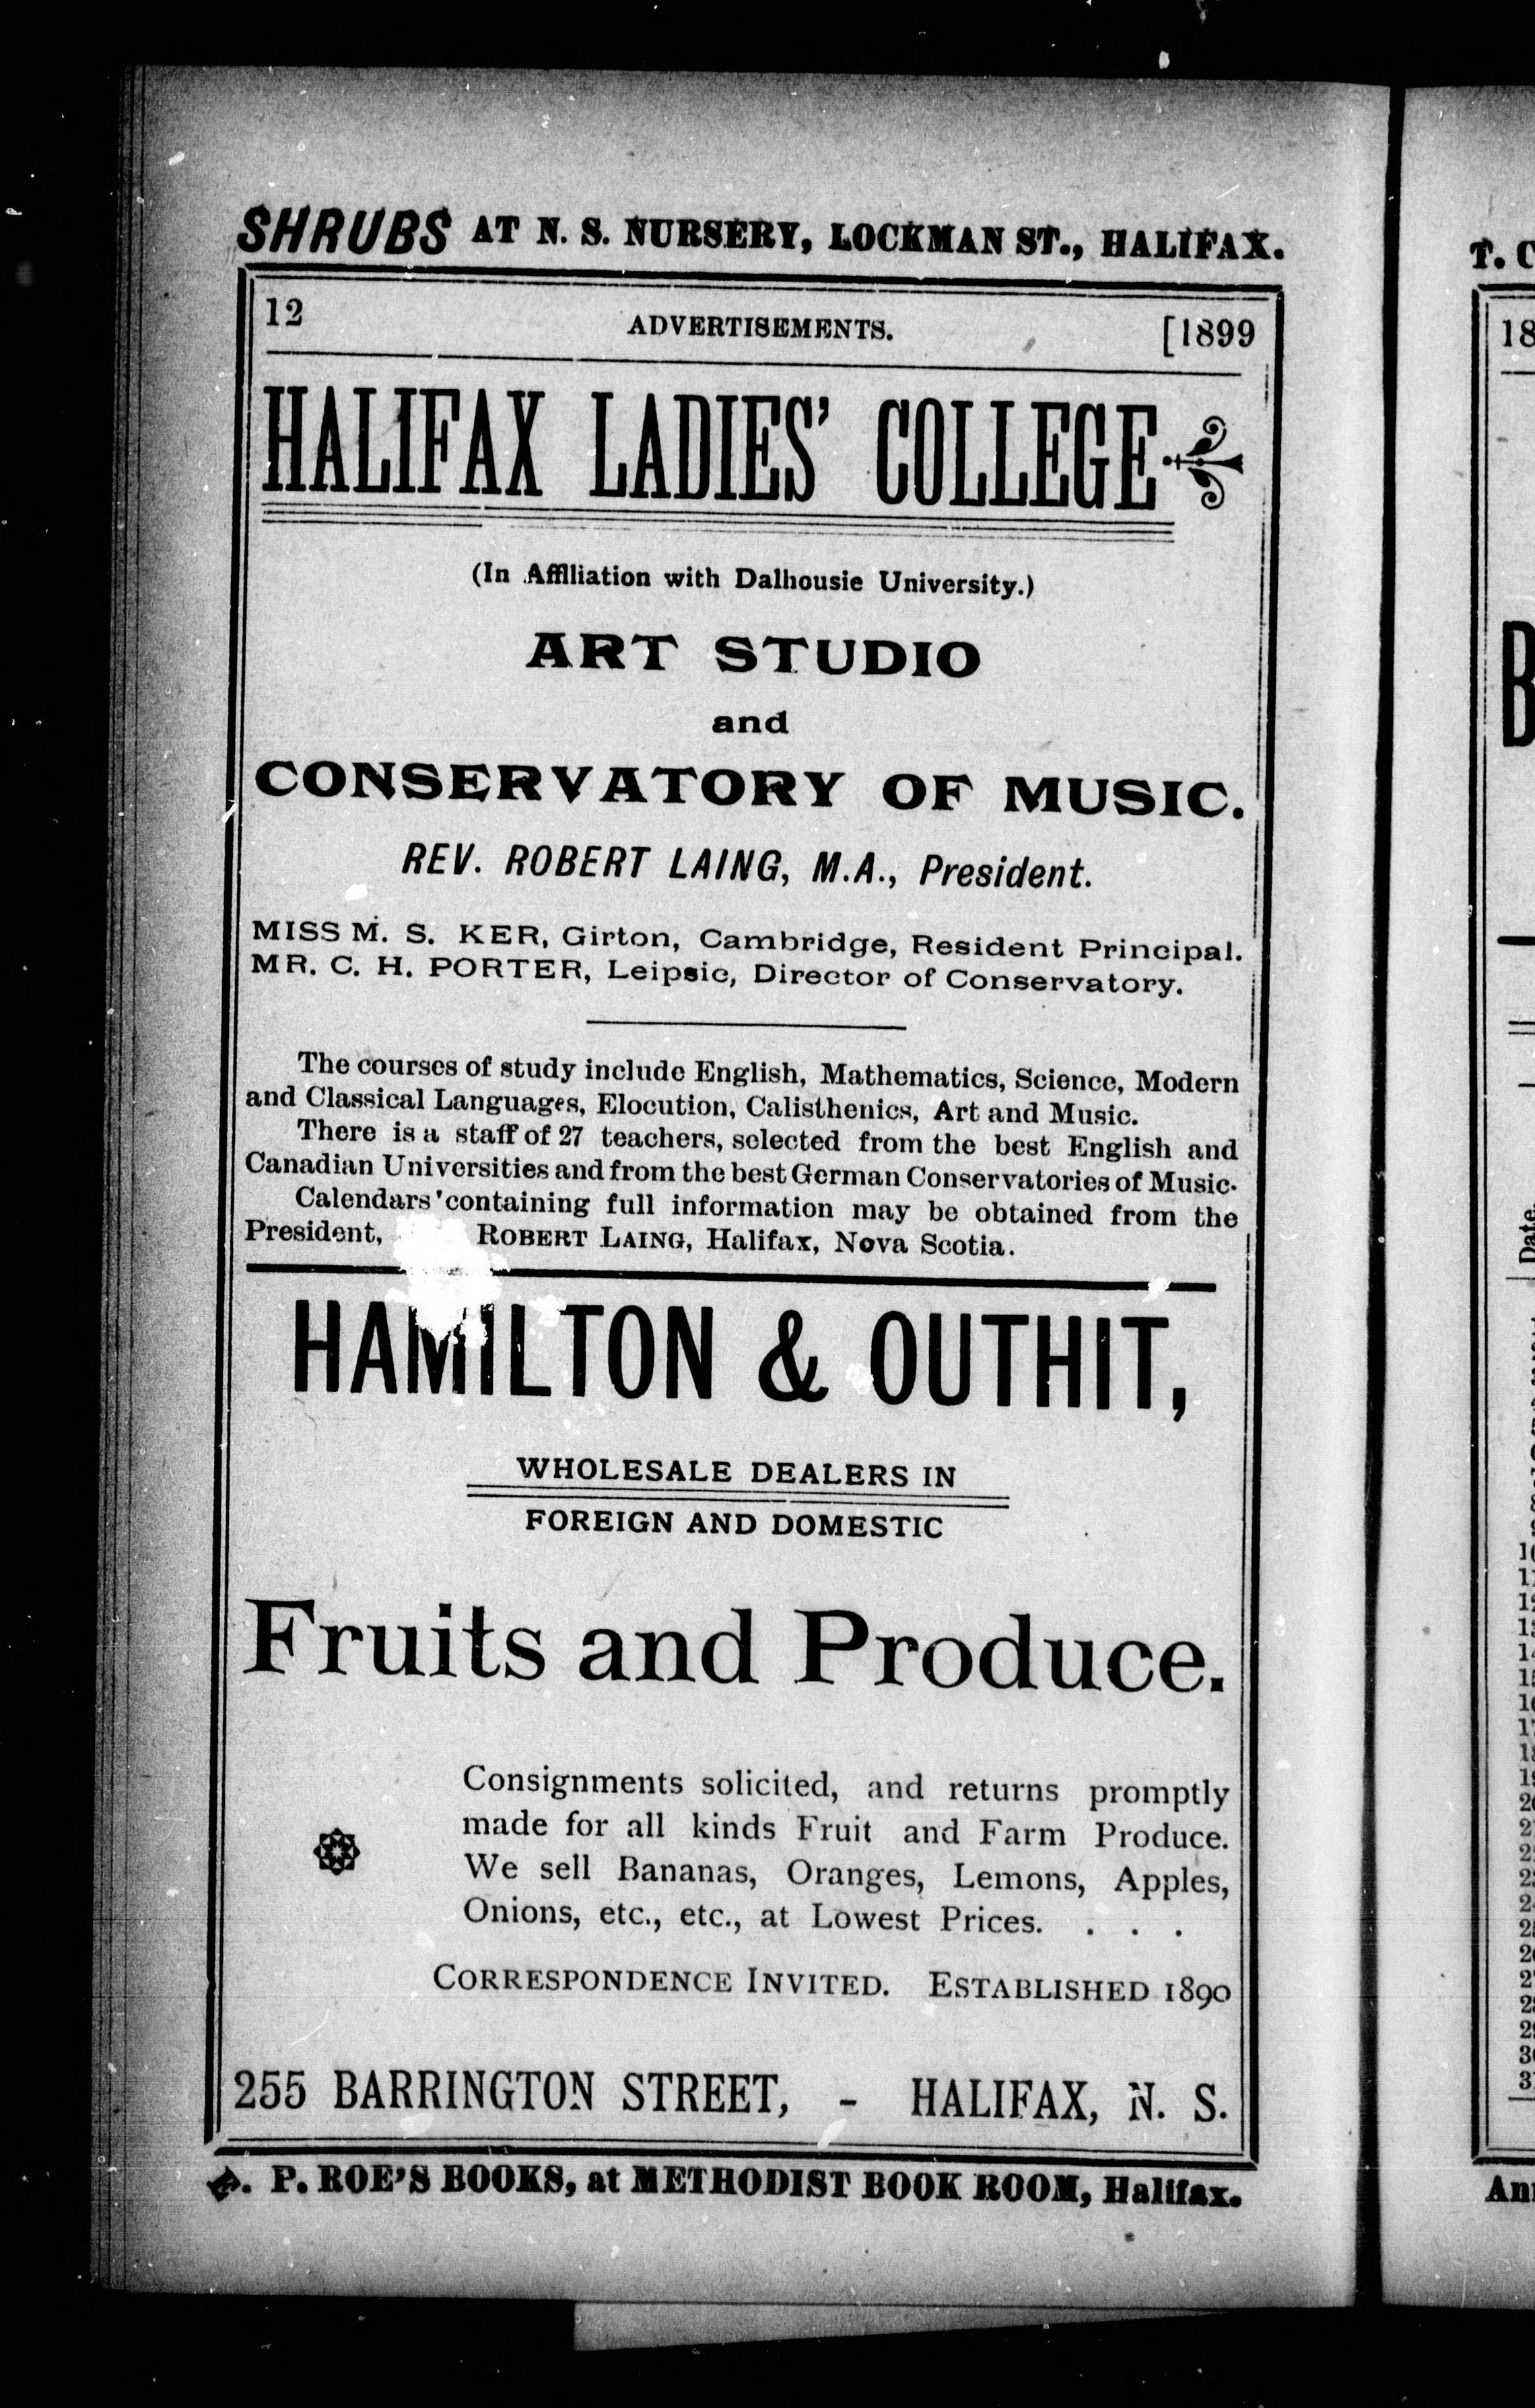 SHRUBS AT N. S. NURSERY, LOCKMAN ST., HALIFAX.
12 ADVERTISEMENTS. [1899
HALIFAX LADIES' COLLEGE
(In Affiliation with Dalhousie University.)
ART STUDIO
and
CONSERVATORY OF MUSIC.
REV. ROBERT LAING, M.A., President.
MISS M. S. KER, Girton, Cambridge, Resident Principal.
MR. C. H. PORTER, Leipsic, Director of Conservatory.
The courses of study include English, Mathematics, Science, Modern
and Classical Languages, Elocution, Calisthenics, Art and Music.
There is a staff of 27 teachers, selected from the best English and
Canadian Universities and from the best German Conservatories of Music.
Calendars containing full information may be obtained from the
President, ROBERT LAING, Halifax, Nova Scotia.
HAMILTON & OUTHIT,
WHOLESALE DEALERS IN
FOREIGN AND DOMESTIC
Fruits and Produce.
Consignments solicited, and returns promptly
made for all kinds Fruit and Farm Produce.
We sell Bananas, Oranges, Lemons, Apples,
Onions, etc., etc., at Lowest Prices. . . .
CORRESPONDENCE INVITED. ESTABLISHED 1890
255 BARRINGTON STREET, - HALIFAX, N. S.
P. ROE'S BOOKS, at METHODIST BOOK ROOM, Halifax.
T. C
18
B
Date.
Ann